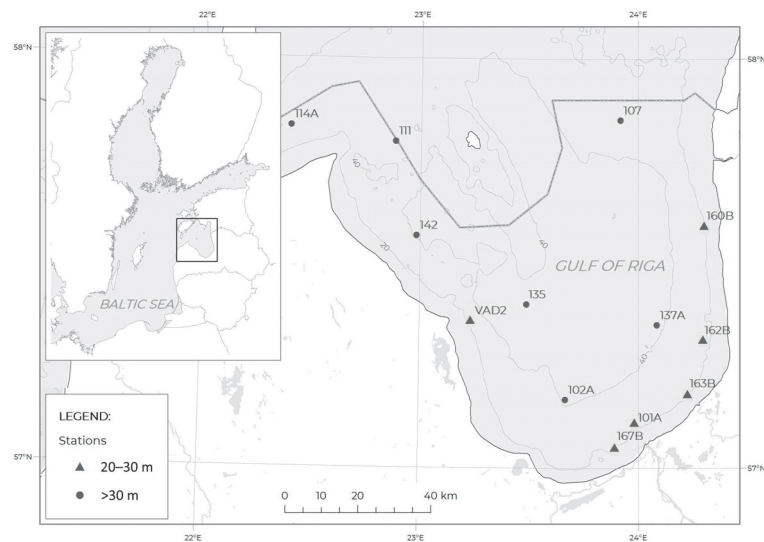 22°E 23°E 24°E
58°N
58°N
114A
111
107
40
142
160B
20
40
GULF OF RIGA
BALTIC SEA
135
VAD2
137A
162B
40
163B
102A
101A
167B
LEGEND:
Stations
20–30 m
>30 m
57°N
57°N
0 10 20 40 km
22°E 23°E 24°E